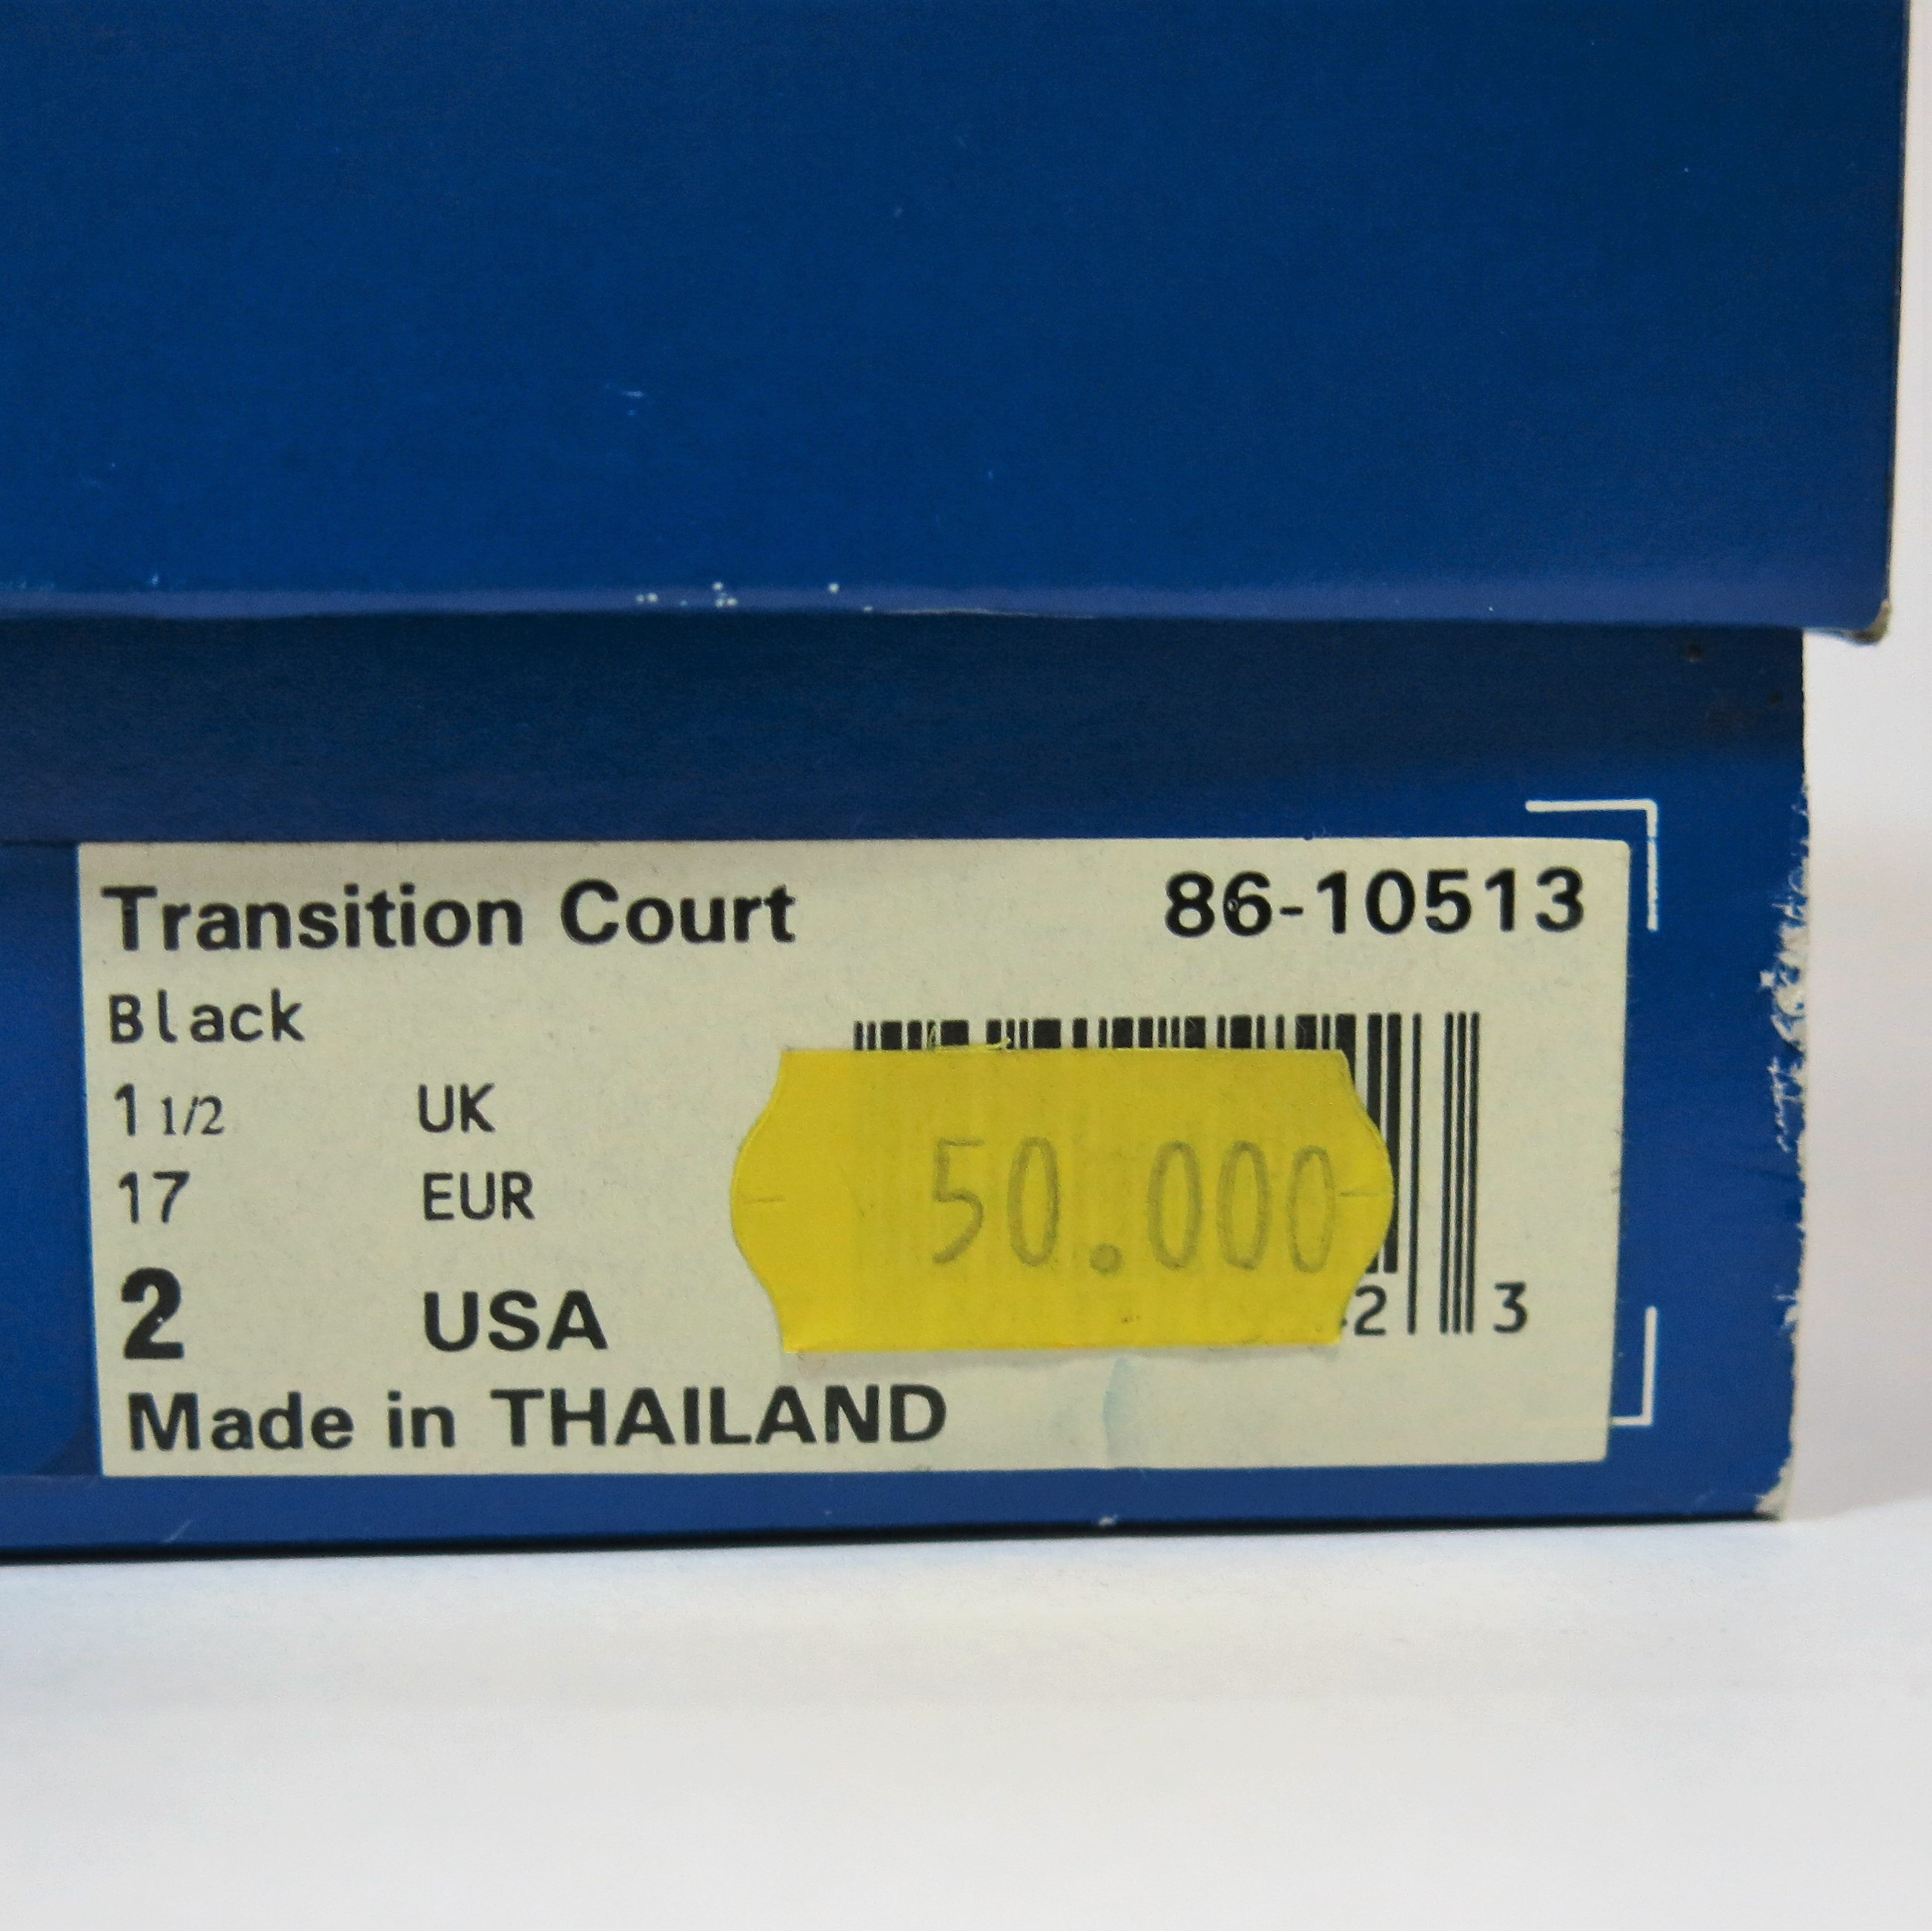 Transition Court 86-10513
Black
1 1/2 UK
17 EUR
50.000
2 USA
2 3
Made in THAILAND